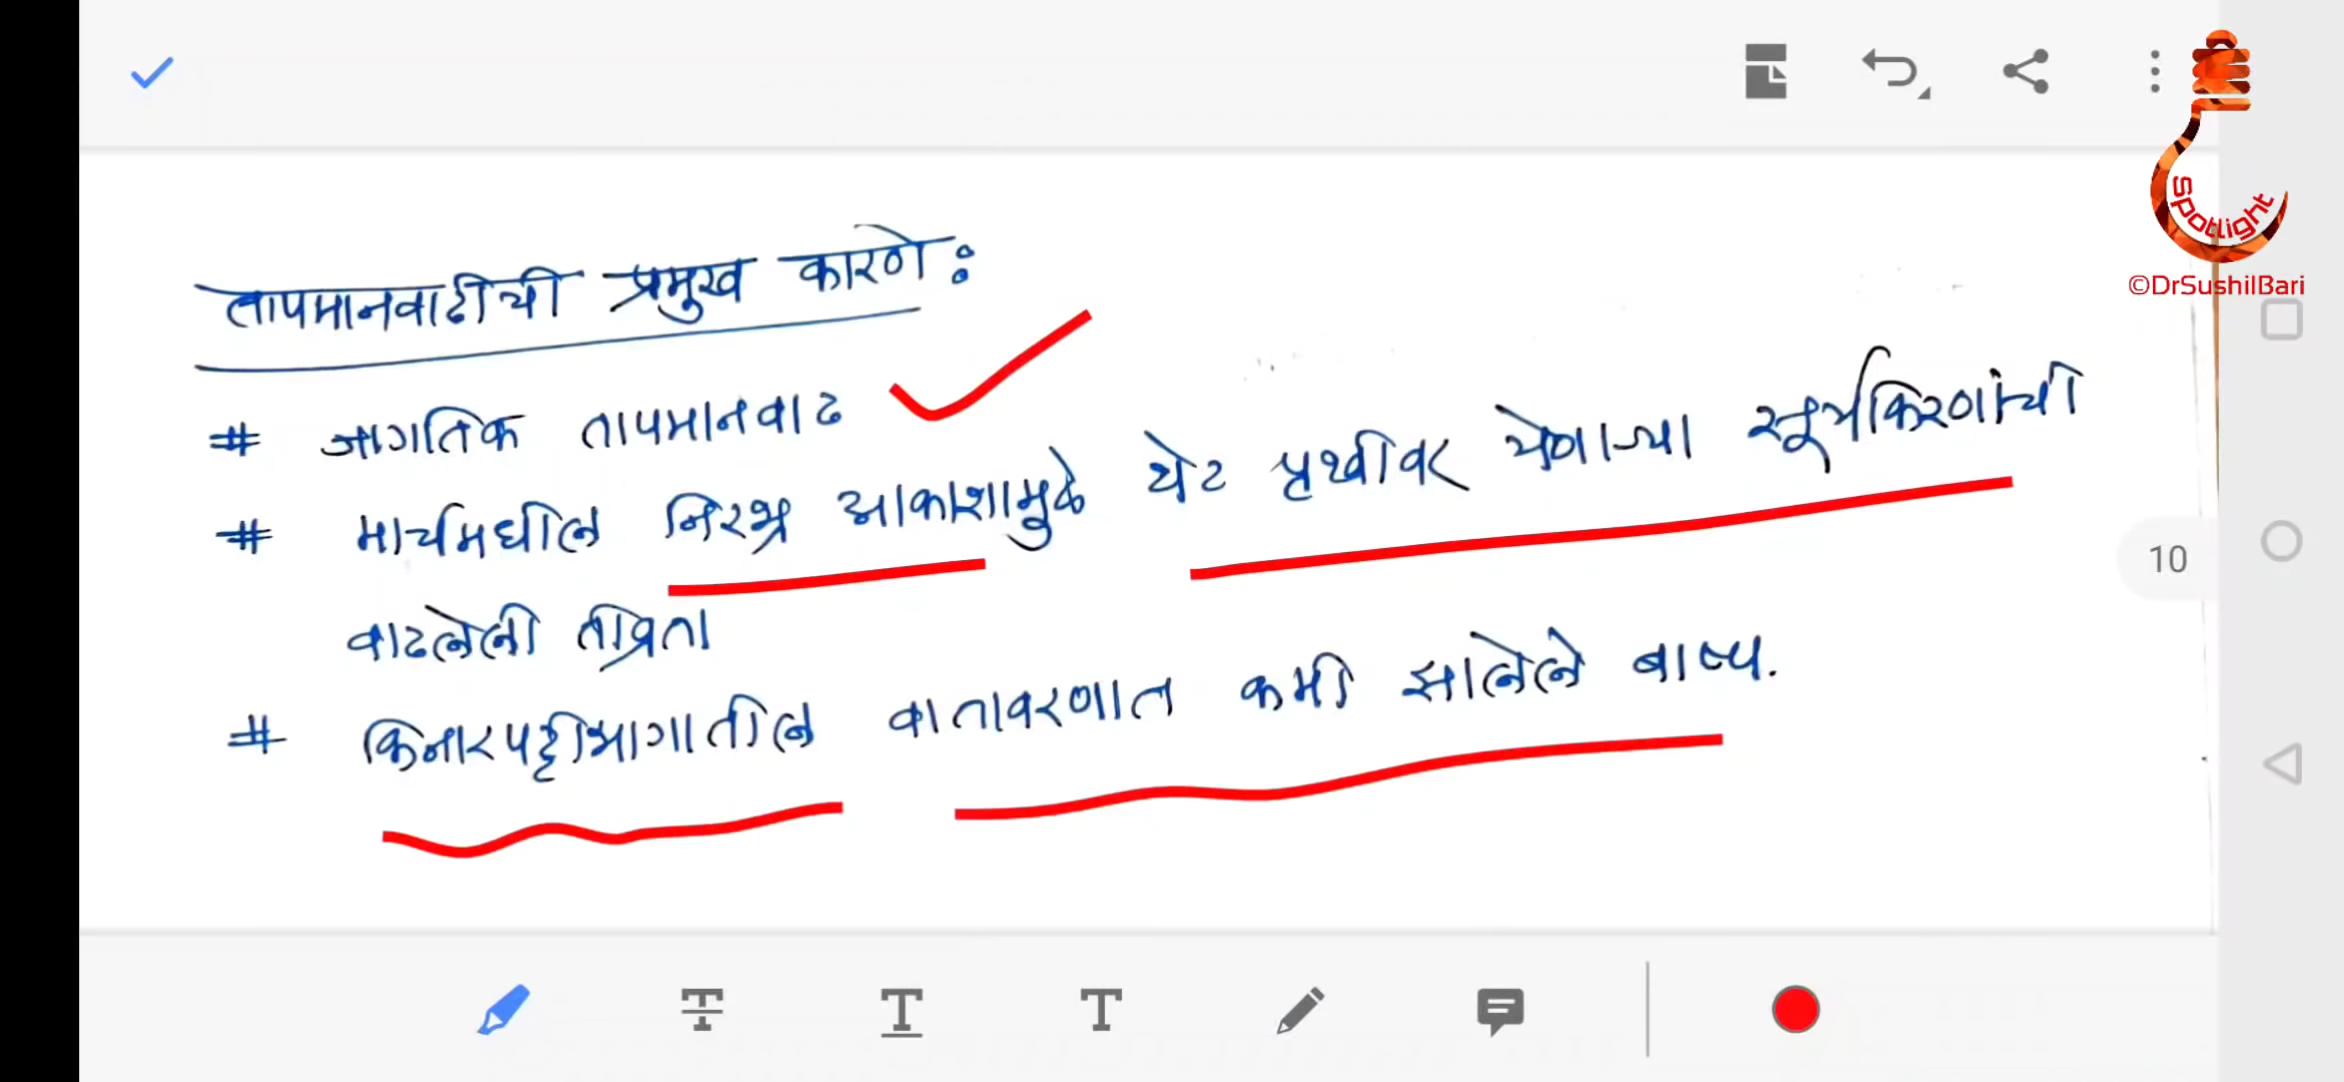 Spotlight
©DrSushilBari
तापमानवाढीची प्रमुख कारणे :
# जागतिक तापमानवाढ
# मार्चमधील निरभ्र आकाशामुळे थेट पृथ्वीवर येणाऱ्या सूर्यकिरणांची
वाढलेली तीव्रता
# किनारपट्टीभागातील वातावरणात कमी झालेले बाष्प.
10